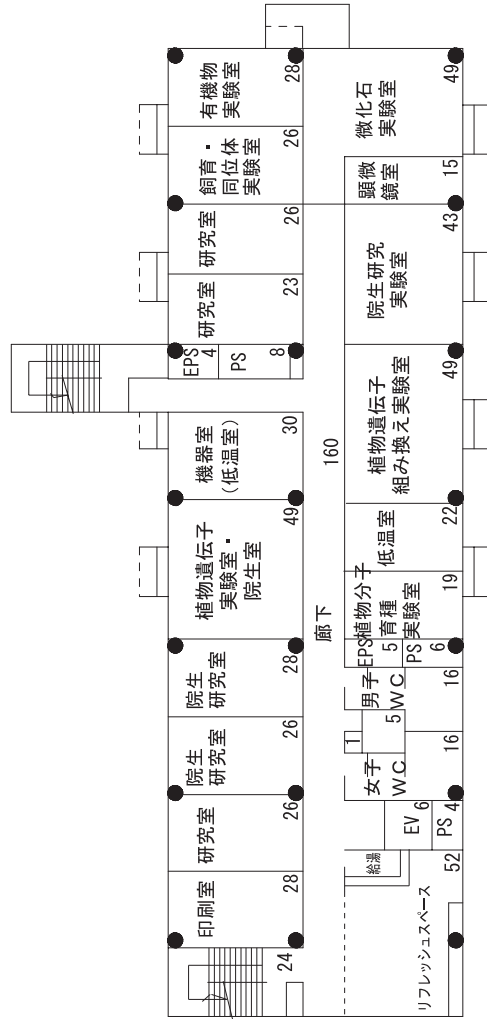 24
印刷室
28
研究室
26
院生
研究室
26
院生
研究室
28
植物遺伝子
実験室・
院生室
49
機器室
(低温室)
30
EPS
4
PS
8
研究室
23
研究室
26
飼育・
同位体
実験室
26
有機物
実験室
28
廊下
160
リフレッシュスペース
52
給湯
EV
6
PS
4
女子
WC
16
1
5
男子
WC
16
EPS
5
PS
6
植物分子
育種
実験室
19
低温室
22
植物遺伝子
組み換え実験室
49
院生研究
実験室
43
顕微
鏡室
15
微化石
実験室
49